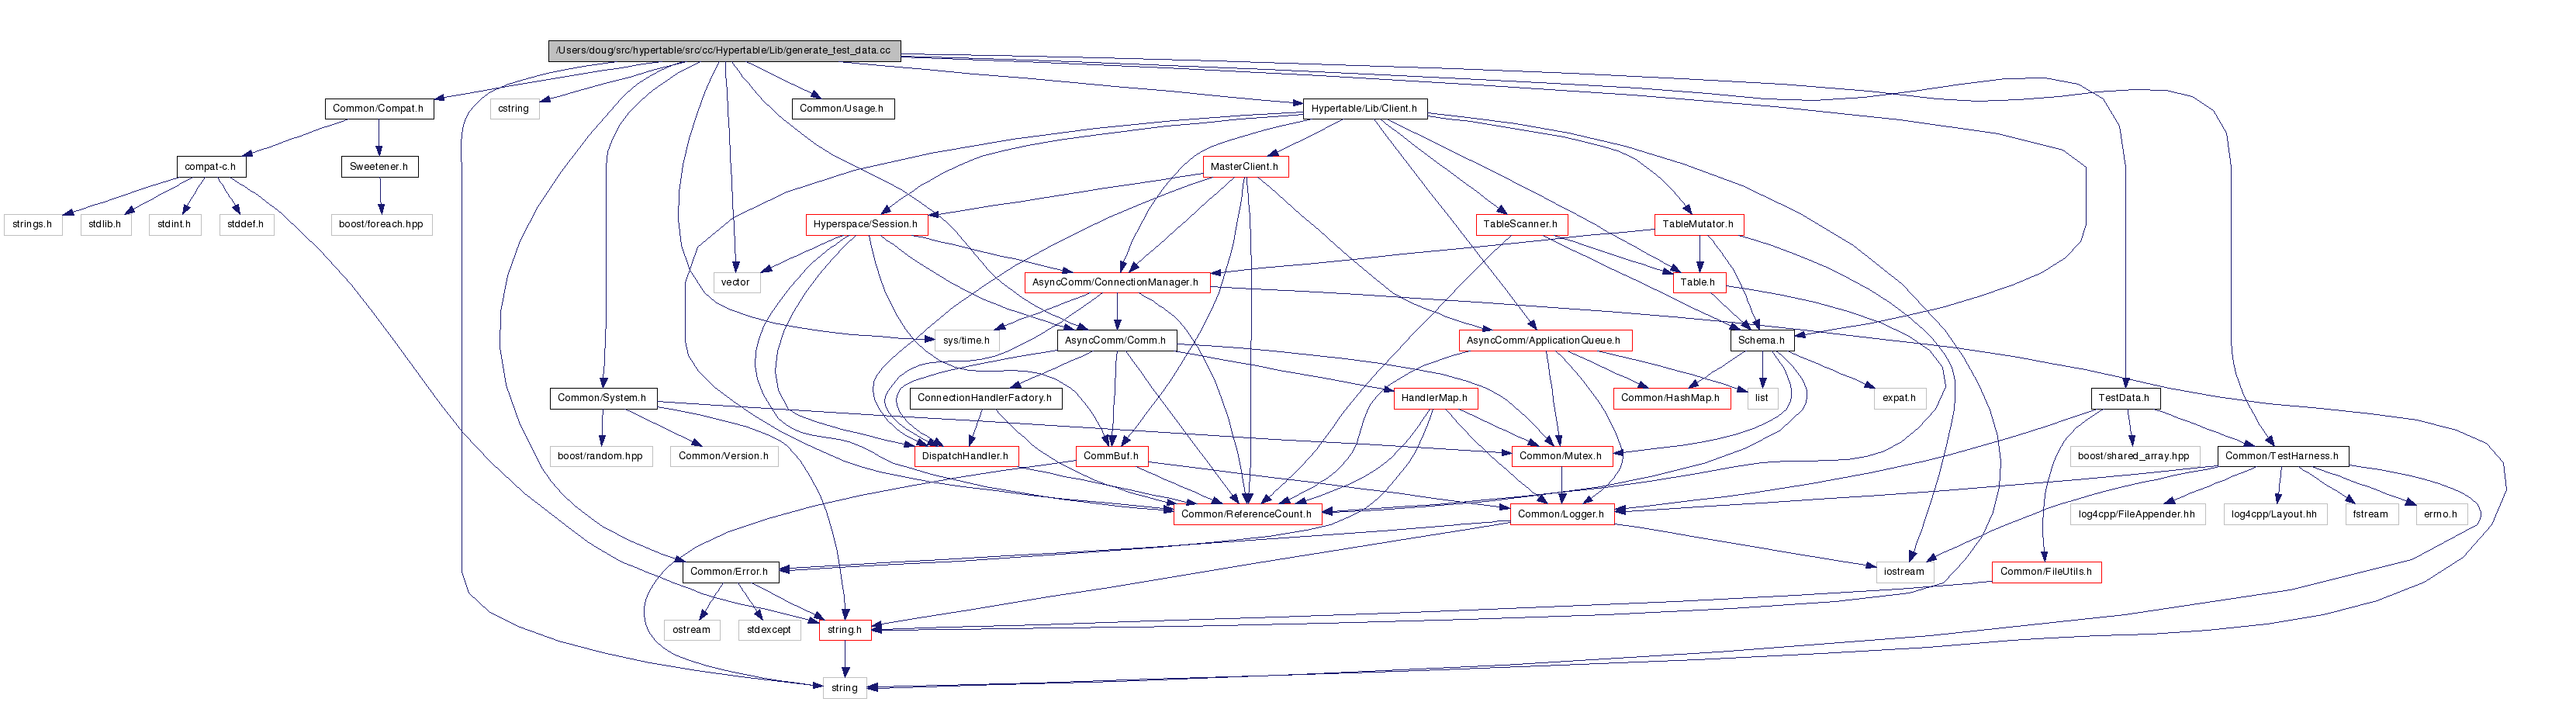 /Users/doug/src/hypertable/src/cc/Hypertable/Lib/generate_test_data.cc
Common/Compat.h
cstring
Common/Usage.h
Hypertable/Lib/Client.h
compat-c.h
Sweetener.h
MasterClient.h
strings.h
stdlib.h
stdint.h
stddef.h
boost/foreach.hpp
Hyperspace/Session.h
TableScanner.h
TableMutator.h
vector
AsyncComm/ConnectionManager.h
Table.h
sys/time.h
AsyncComm/Comm.h
AsyncComm/ApplicationQueue.h
Schema.h
Common/System.h
ConnectionHandlerFactory.h
HandlerMap.h
Common/HashMap.h
list
expat.h
TestData.h
boost/random.hpp
Common/Version.h
DispatchHandler.h
CommBuf.h
Common/Mutex.h
boost/shared_array.hpp
Common/TestHarness.h
Common/ReferenceCount.h
Common/Logger.h
log4cpp/FileAppender.hh
log4cpp/Layout.hh
fstream
errno.h
Common/Error.h
iostream
Common/FileUtils.h
ostream
stdexcept
string.h
string